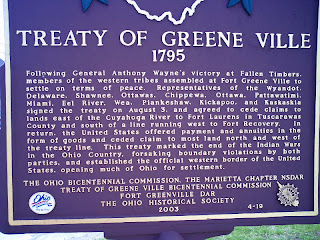 TREATY OF GREENE VILLE
1795
Following General Anthony Wayne's victory at Fallen Timbers,
members of the western tribes assembled at Fort Greene Ville to
settle on terms of peace. Representatives of the Wyandot,
Delaware, Shawnee, Ottawas, Chippewa, Ottawa, Pattawatimi,
Miami, Eel River, Wea, Piankeshaw, Kickapoo, and Kaskaskia
signed the treaty on August 3, and agreed to cede claims to
lands east of the Cuyahoga River to Fort Laurens in Tuscarawas
County and south of a line running west to Fort Recovery. In
return, the United States offered payment and annuities in the
form of goods and ceded claim to most land north and west of
the treaty line. This treaty marked the end of the Indian Wars
in the Ohio Country, forsaking boundary violations by both
parties, and established the official western border of the United
States, opening much of Ohio for settlement.
THE OHIO BICENTENNIAL COMMISSION, THE MARIETTA CHAPTER NSDAR
TREATY OF GREENE VILLE BICENTENNIAL COMMISSION
FORT GREENVILLE DAR
THE OHIO HISTORICAL SOCIETY
2003
4-19
Ohio